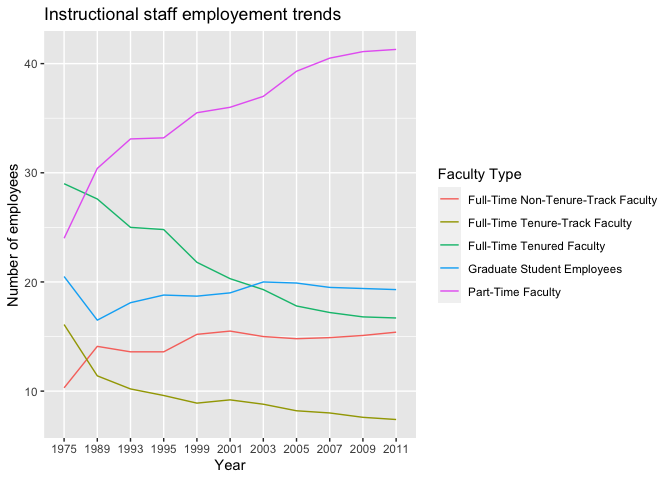 Instructional staff employement trends
Number of employees
40
30
20
10
1975 1989 1993 1995 1999 2001 2003 2005 2007 2009 2011
Year
Faculty Type
Full-Time Non-Tenure-Track Faculty
Full-Time Tenure-Track Faculty
Full-Time Tenured Faculty
Graduate Student Employees
Part-Time Faculty